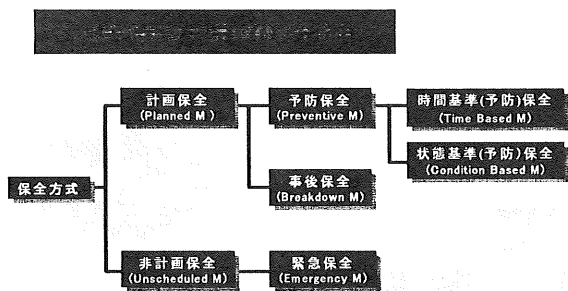 計画保全
(Planned M )
予防保全
(Preventive M)
時間基準(予防)保全
(Time Based M)
状態基準(予防)保全
(Condition Based M)
事後保全
(Breakdown M)
保全方式
非計画保全
(Unscheduled M)
緊急保全
(Emergency M)